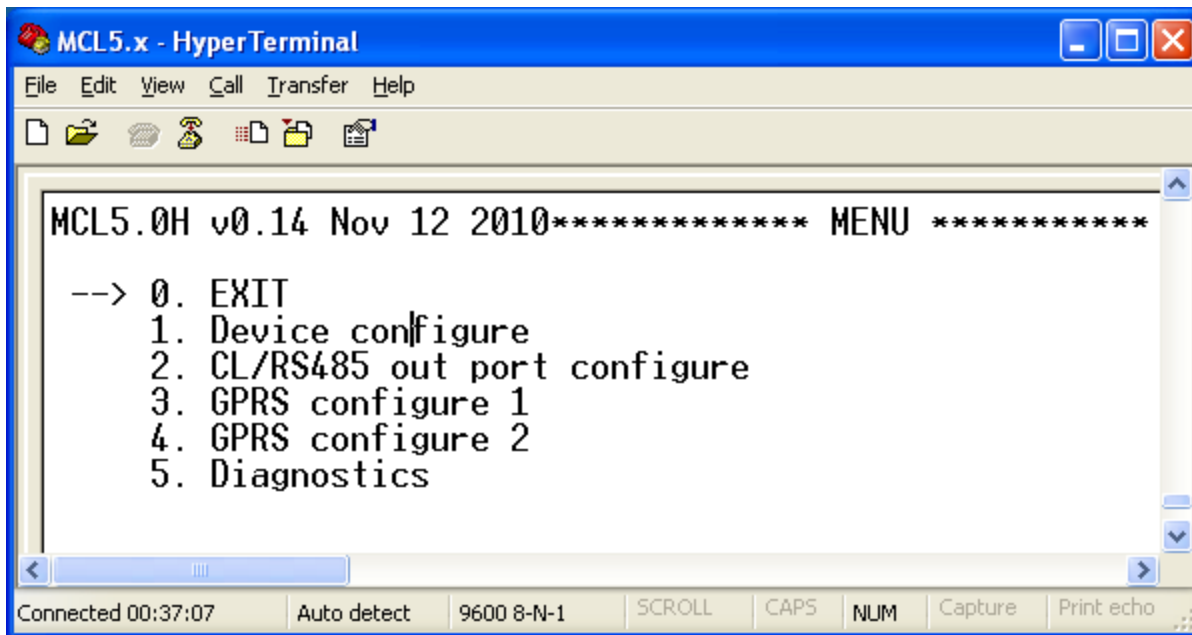 MCL5.x - HyperTerminal
File Edit View Call Transfer Help
MCL5.0H v0.14 Nov 12 2010************* MENU ***********
--> 0. EXIT
1. Device configure
2. CL/RS485 out port configure
3. GPRS configure 1
4. GPRS configure 2
5. Diagnostics
Connected 00:37:07 Auto detect 9600 8-N-1 SCROLL CAPS NUM Capture Print echo